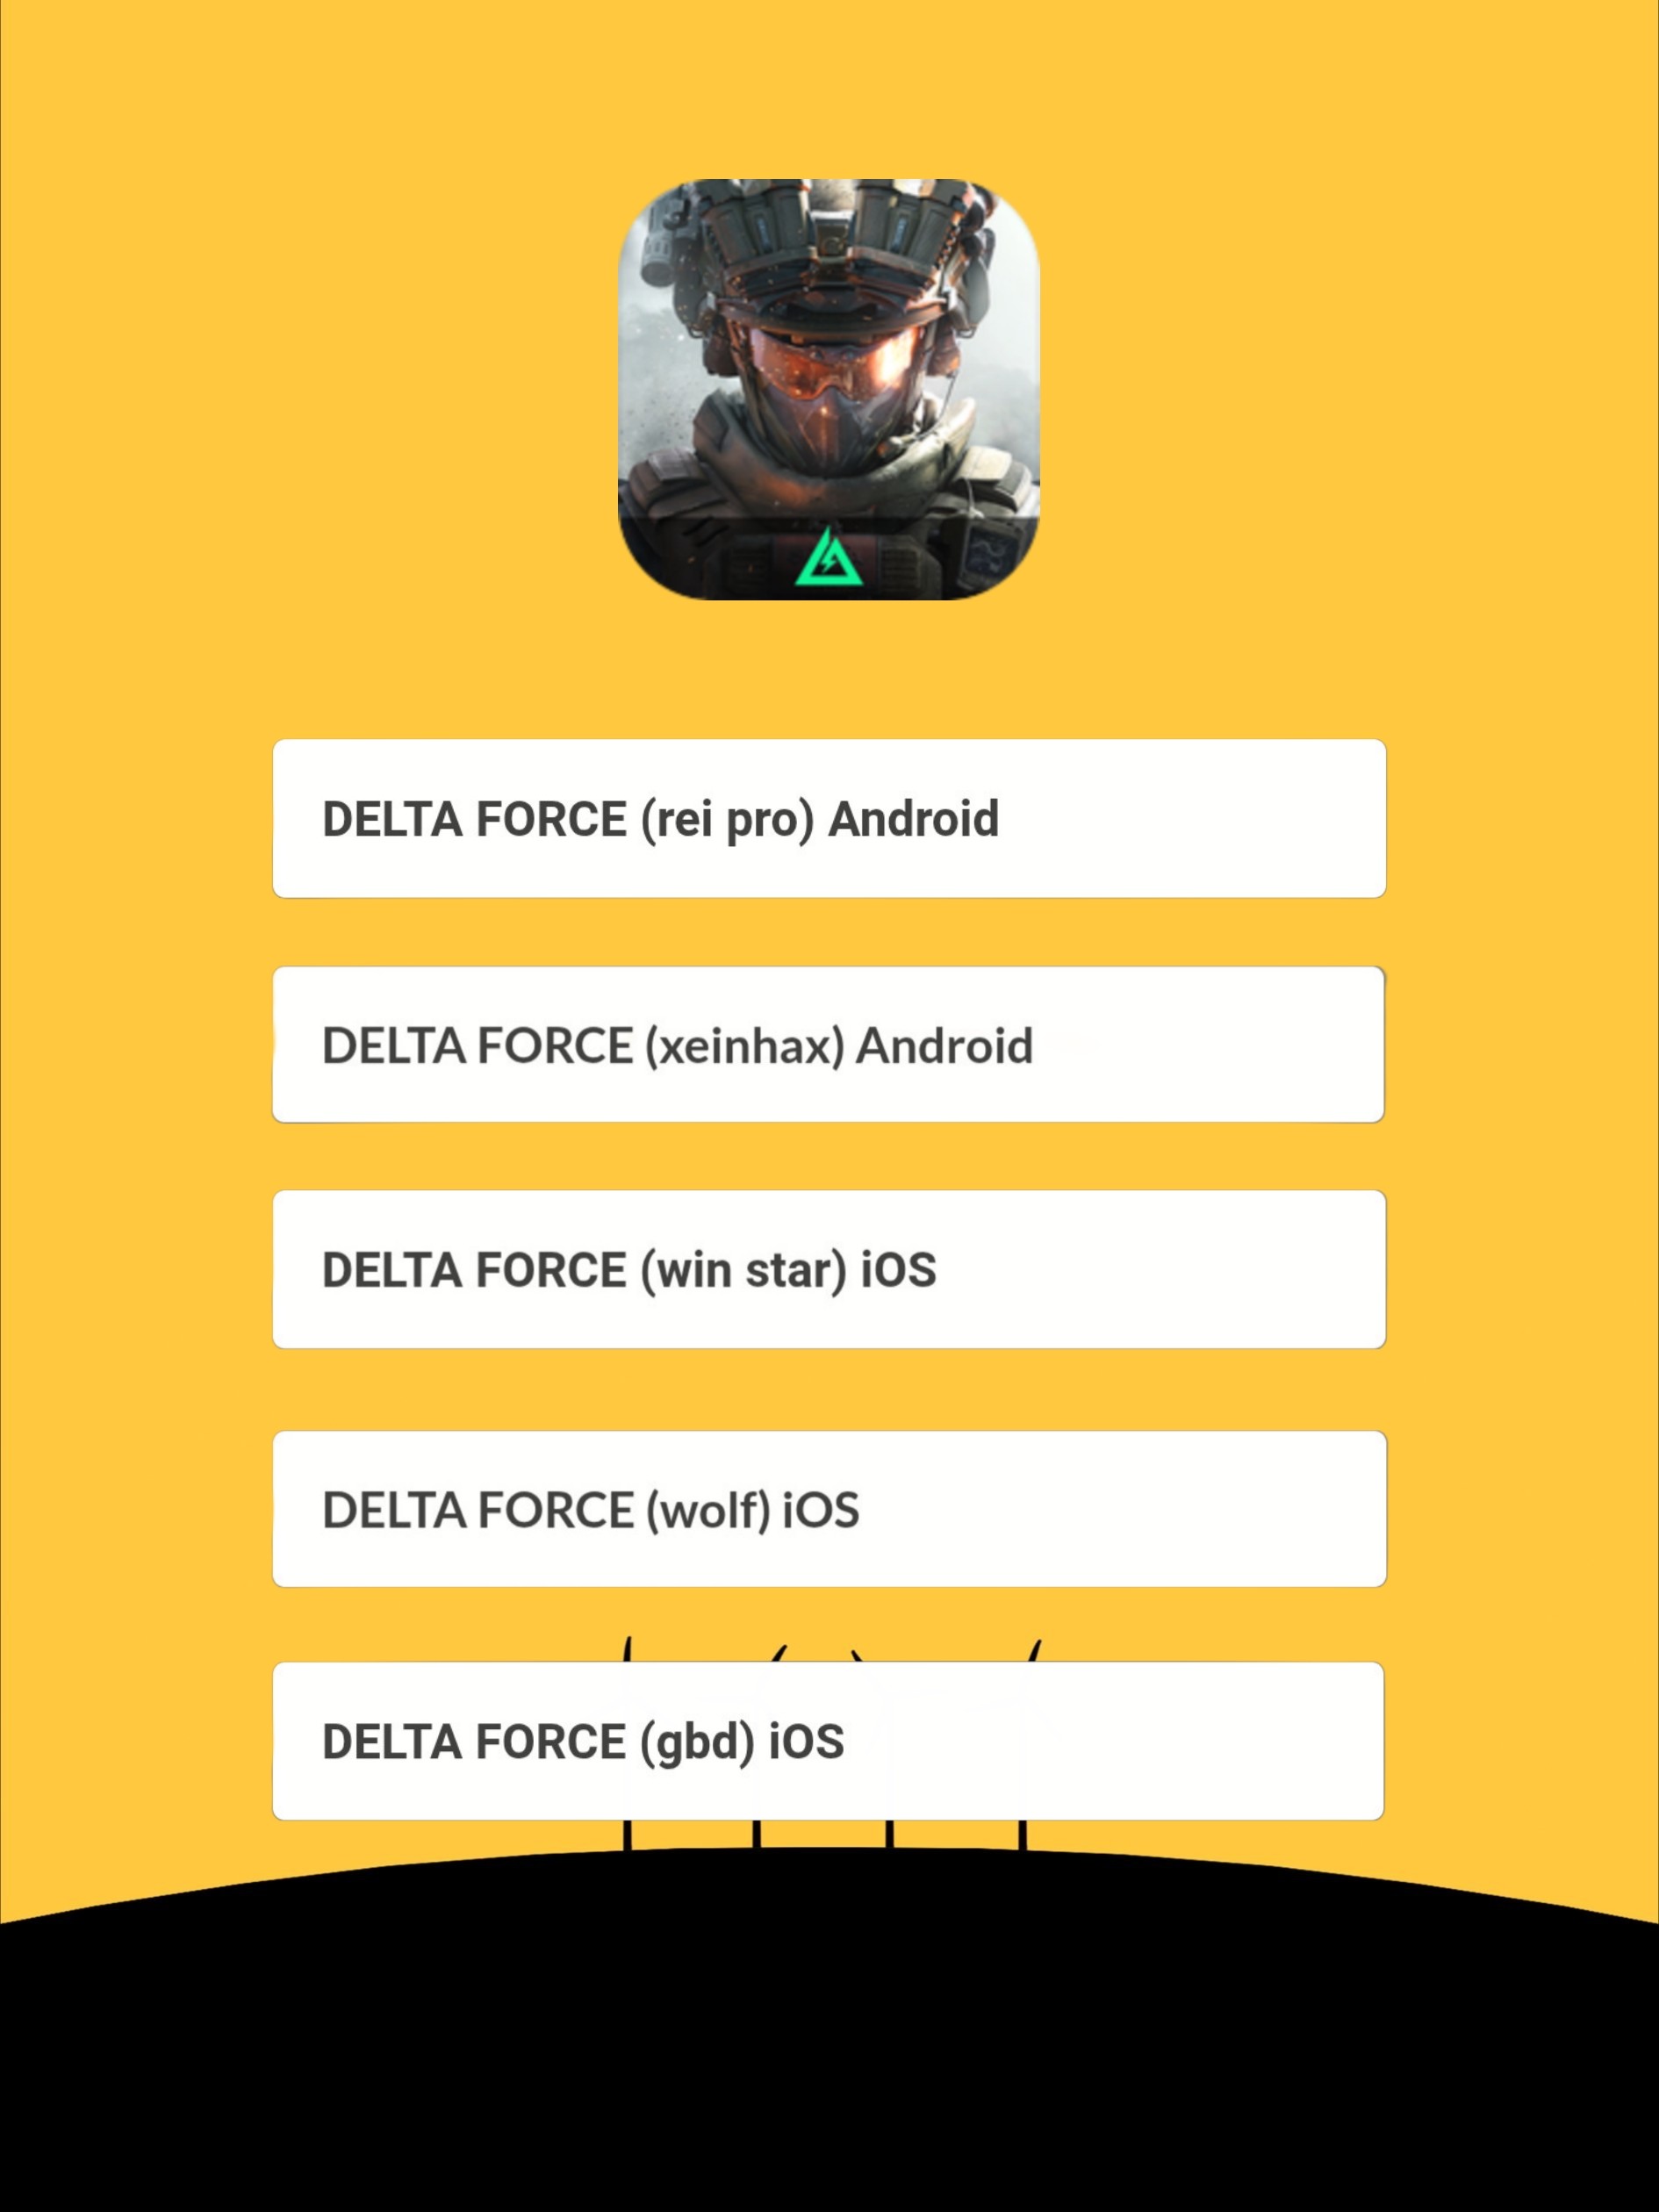 DELTA FORCE (rei pro) Android
DELTA FORCE (xeinhax) Android
DELTA FORCE (win star) iOS
DELTA FORCE (wolf) iOS
DELTA FORCE (gbd) iOS